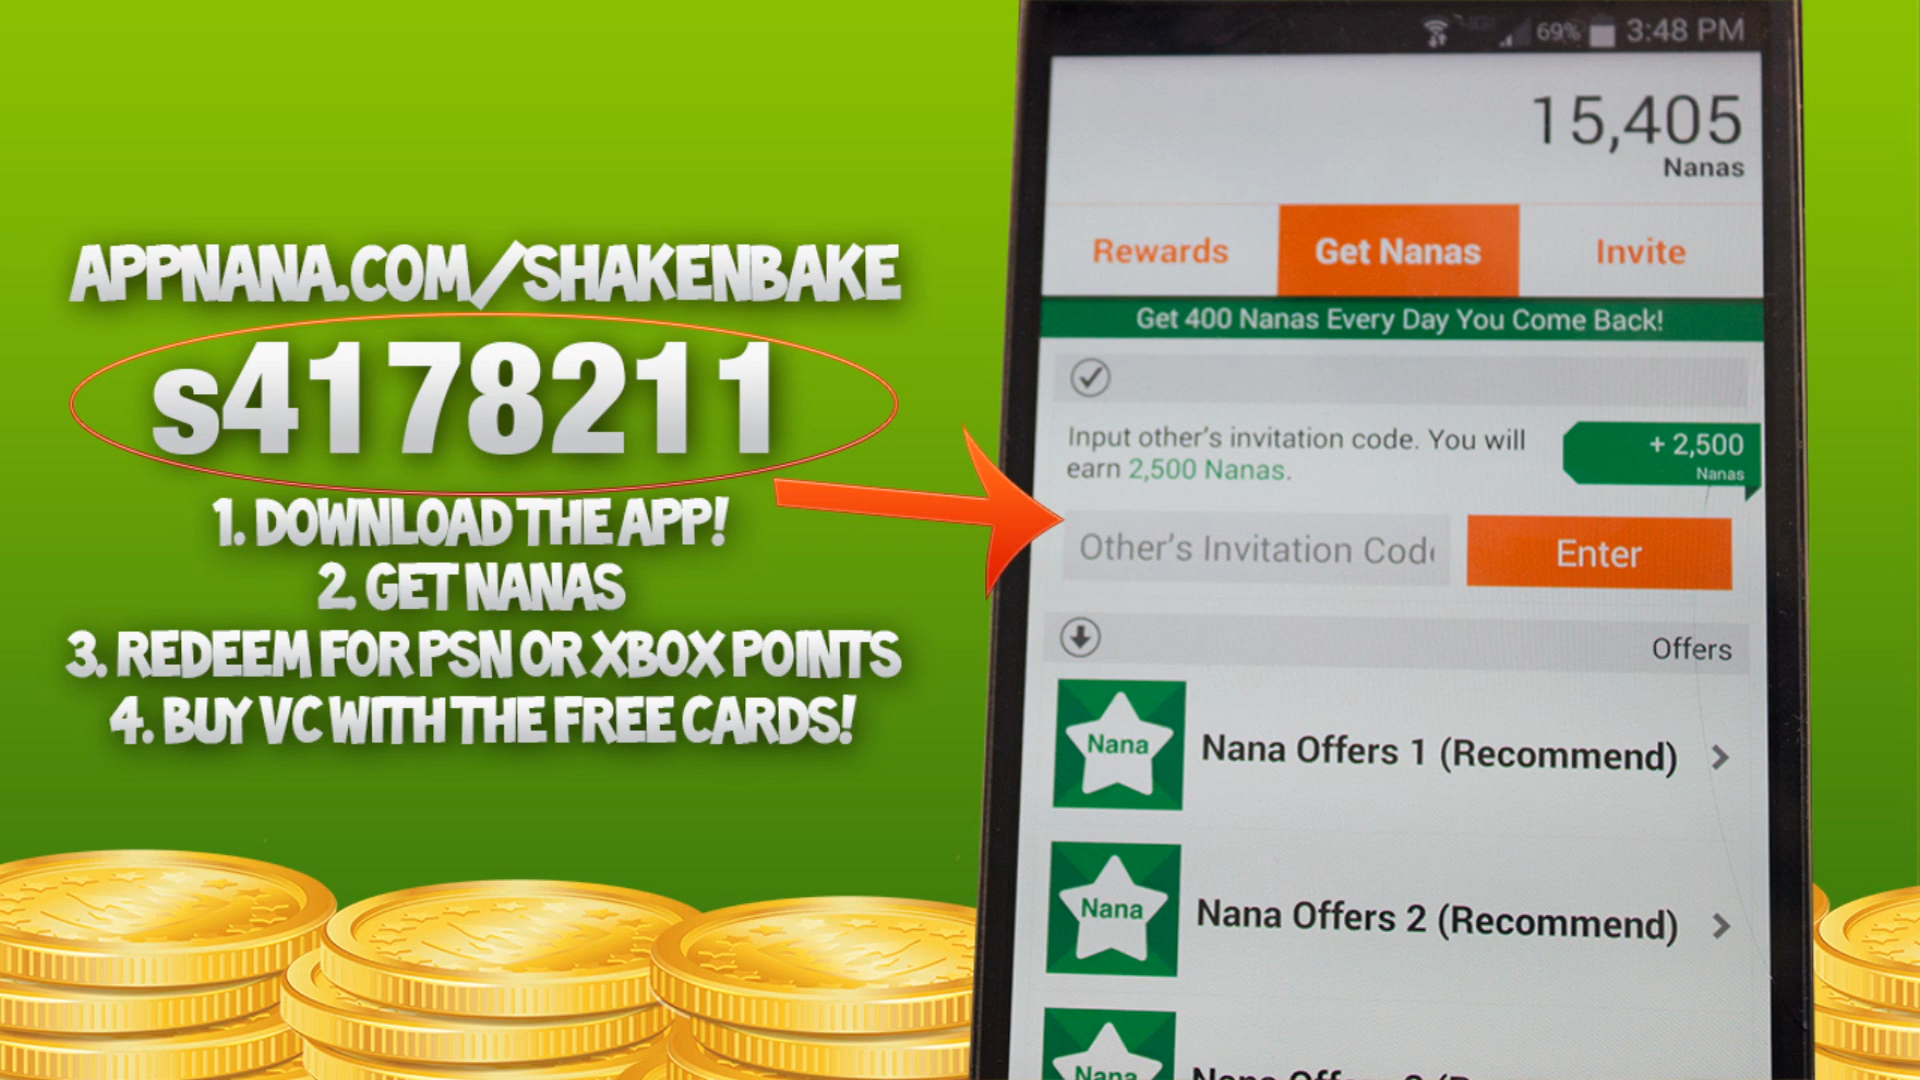 APPNANA.COM/SHAKENBAKE
s4178211
1. DOWNLOAD THE APP!
2. GET NANAS
3. REDEEM FOR PSN OR XBOX POINTS
4. BUY VC WITH THE FREE CARDS!
69% 3:48 PM
15,405
Nanas
Rewards Get Nanas Invite
Get 400 Nanas Every Day You Come Back!
Input other's invitation code. You will
earn 2,500 Nanas.
+ 2,500
Nanas
Other's Invitation Cod
Enter
Offers
Nana
Nana Offers 1 (Recommend)
Nana
Nana Offers 2 (Recommend)
Nana